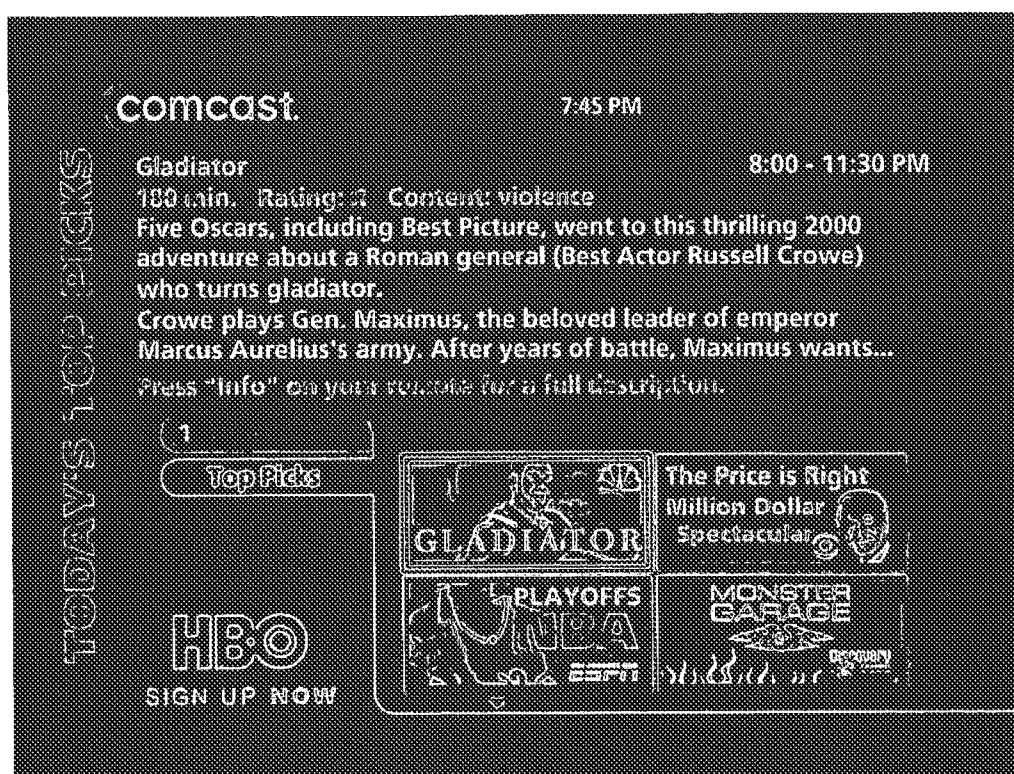 comcast.
7:45 PM
TODAY'S TOP PICKS
Gladiator
8:00 - 11:30 PM
180 min. Rating: R Content: violence
Five Oscars, including Best Picture, went to this thrilling 2000
adventure about a Roman general (Best Actor Russell Crowe)
who turns gladiator.
Crowe plays Gen. Maximus, the beloved leader of emperor
Marcus Aurelius's army. After years of battle, Maximus wants...
Press "Info" on your remote for a full description.
1
Top Picks
GLADIATOR
The Price is Right
Million Dollar
Spectacular
PLAYOFFS
NBA
ESPN
MONSTER
GARAGE
DISCOVERY
HBO
SIGN UP NOW